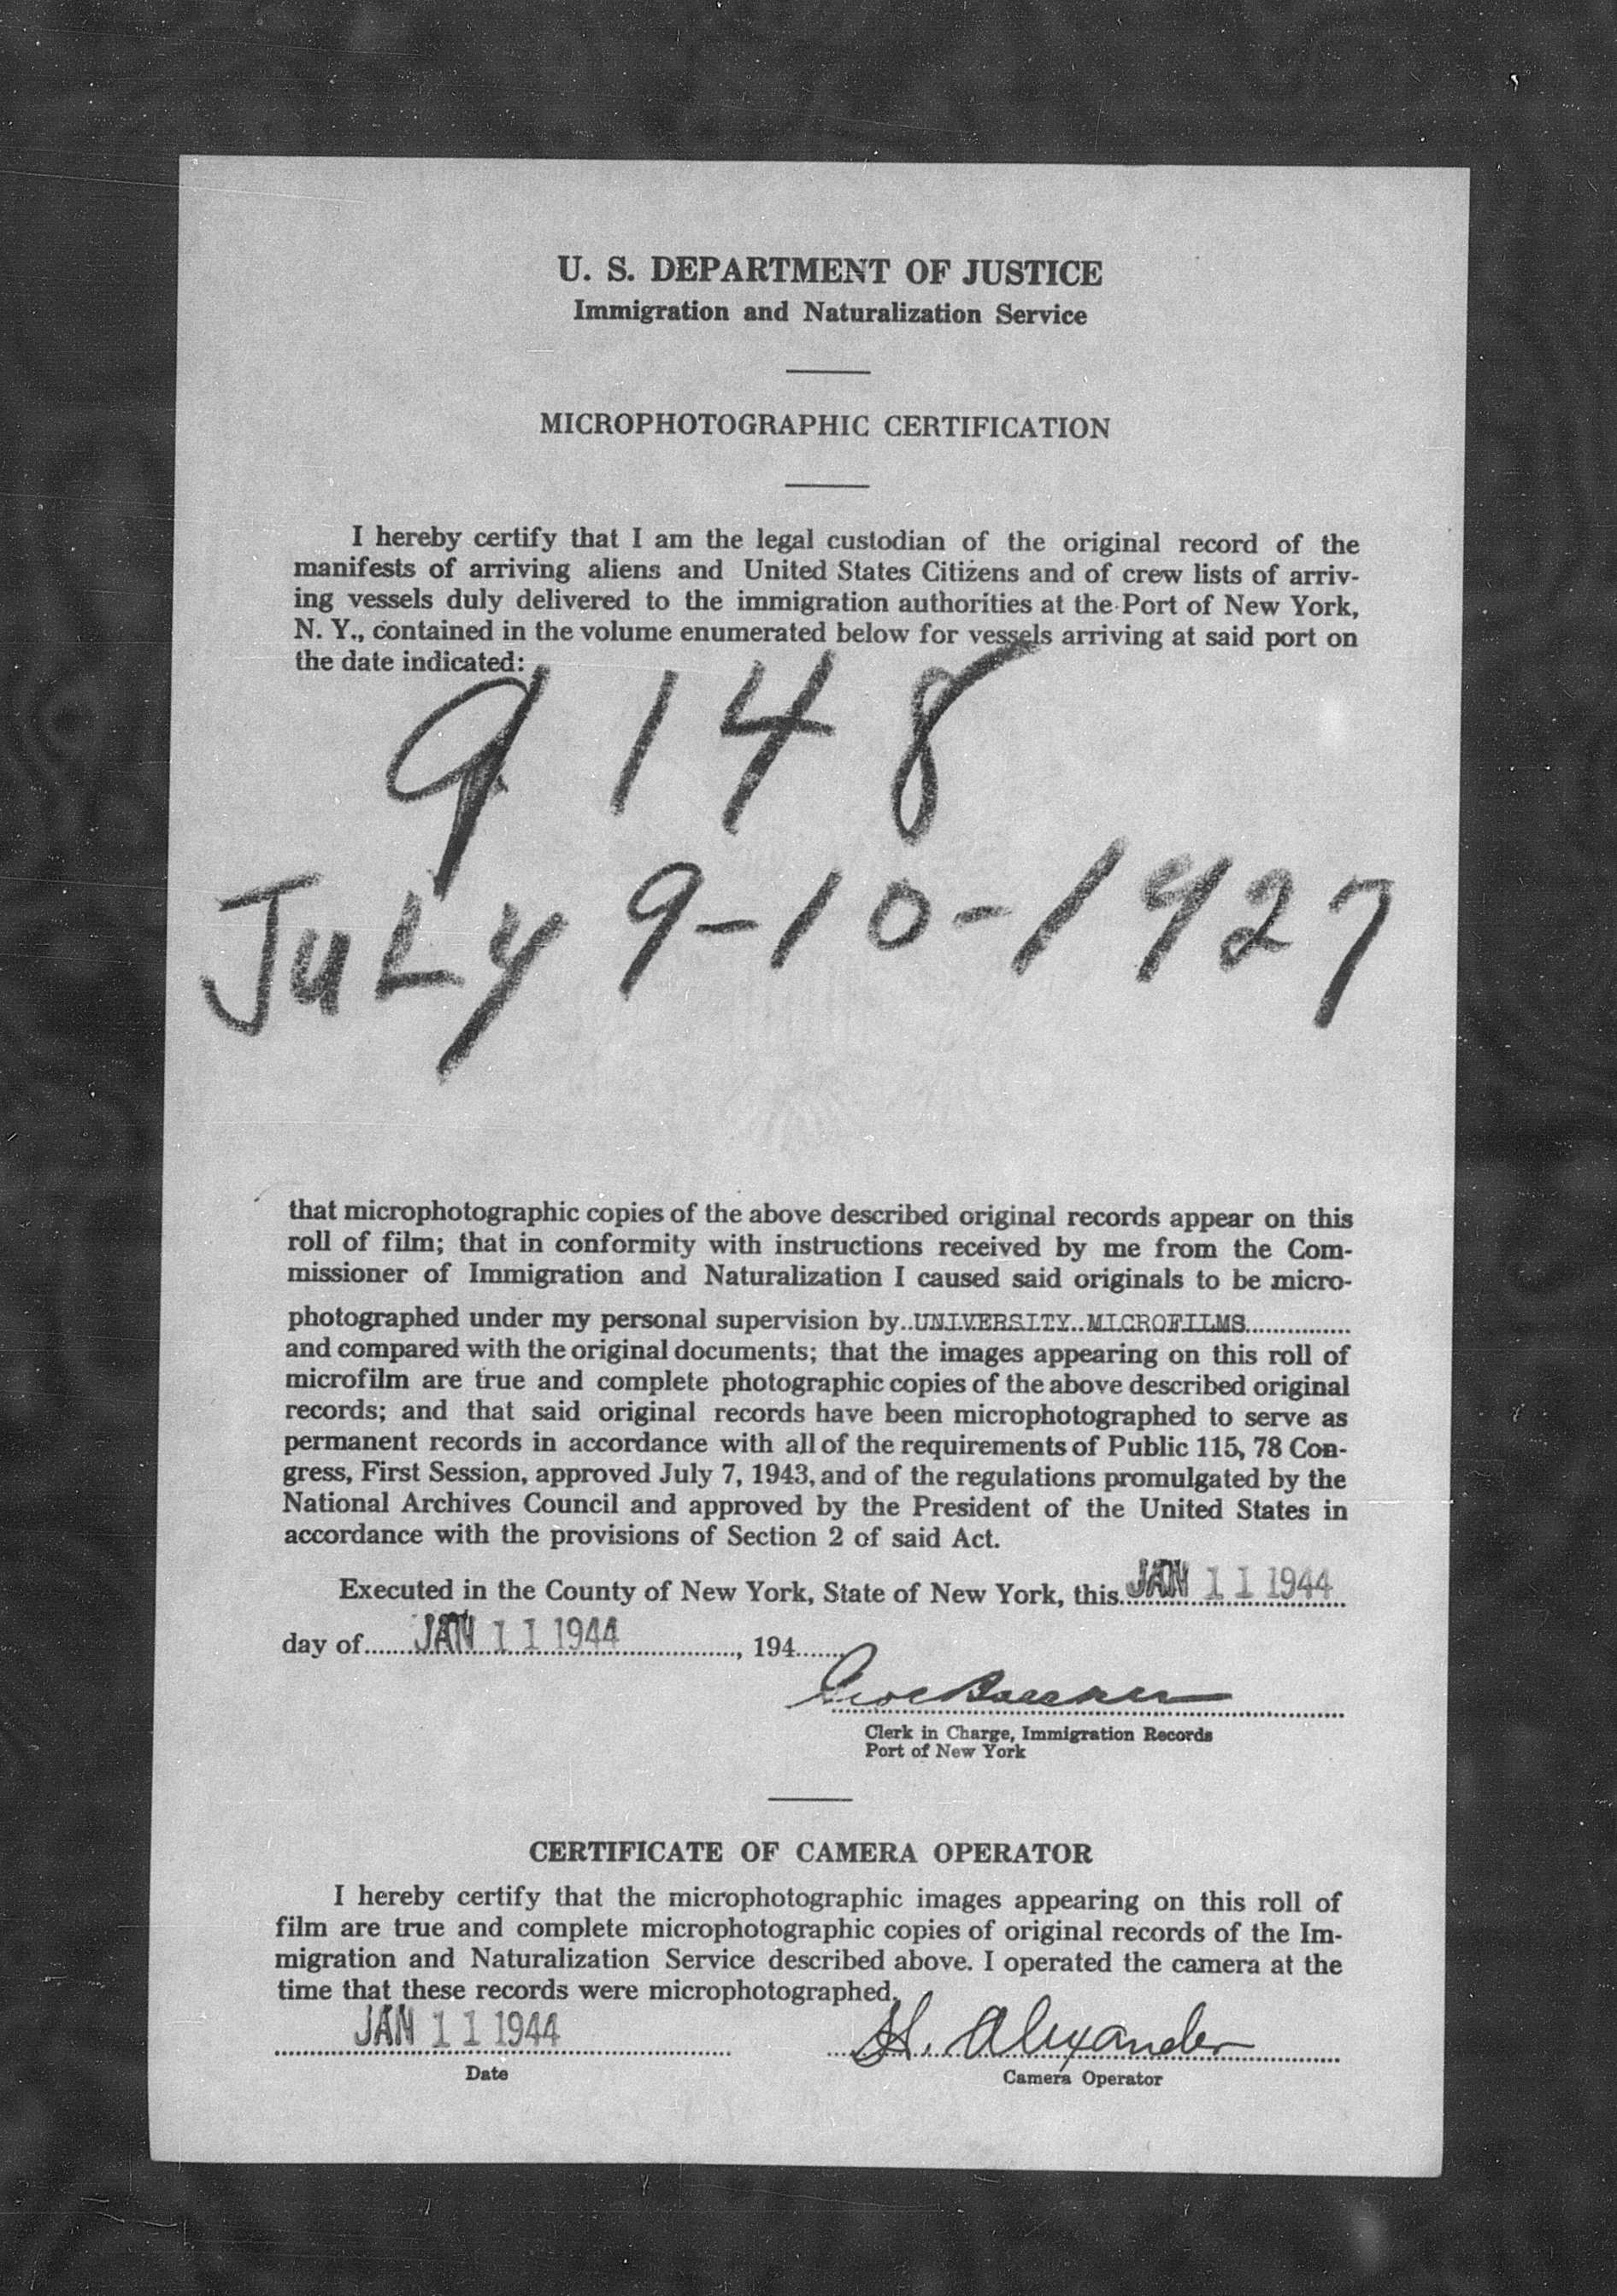 U. S. DEPARTMENT OF JUSTICE
Immigration and Naturalization Service
MICROPHOTOGRAPHIC CERTIFICATION
I hereby certify that I am the legal custodian of the original record of the
manifests of arriving aliens and United States Citizens and of crew lists of arriv-
ing vessels duly delivered to the immigration authorities at the Port of New York,
N. Y., contained in the volume enumerated below for vessels arriving at said port on
the date indicated:
9148
JuLy 9-10-1927
that microphotographic copies of the above described original records appear on this
roll of film; that in conformity with instructions received by me from the Com-
missioner of Immigration and Naturalization I caused said originals to be micro-
photographed under my personal supervision by..UNIVERSITY MICROFILMS...............
and compared with the original documents; that the images appearing on this roll of
microfilm are true and complete photographic copies of the above described original
records; and that said original records have been microphotographed to serve as
permanent records in accordance with all of the requirements of Public 115, 78 Con-
gress, First Session, approved July 7, 1943, and of the regulations promulgated by the
National Archives Council and approved by the President of the United States in
accordance with the provisions of Section 2 of said Act.
Executed in the County of New York, State of New York, this JAN 11 1944
day of JAN 11 1944, 194
Clerk in Charge, Immigration Records
Port of New York
CERTIFICATE OF CAMERA OPERATOR
I hereby certify that the microphotographic images appearing on this roll of
film are true and complete microphotographic copies of original records of the Im-
migration and Naturalization Service described above. I operated the camera at the
time that these records were microphotographed.
JAN 11 1944 H. Alexander
Date Camera Operator